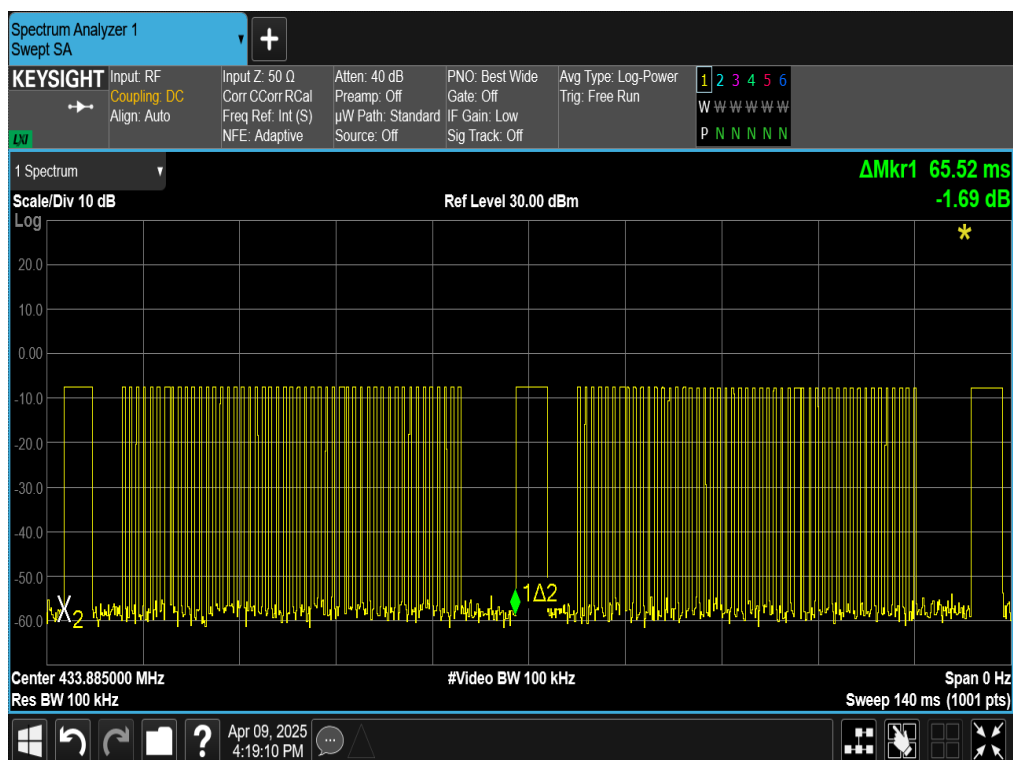 Spectrum Analyzer 1
Swept SA
+
KEYSIGHT
LXI
Input: RF
Coupling: DC
Align: Auto
Input Z: 50 Ω
Corr CCorr RCal
Freq Ref: Int (S)
NFE: Adaptive
Atten: 40 dB
Preamp: Off
µW Path: Standard
Source: Off
PNO: Best Wide
Gate: Off
IF Gain: Low
Sig Track: Off
Avg Type: Log-Power
Trig: Free Run
1 2 3 4 5 6
W W W W W W
P N N N N N
1 Spectrum
ΔMkr1 65.52 ms
-1.69 dB
Scale/Div 10 dB
Ref Level 30.00 dBm
Log
*
20.0
10.0
0.00
-10.0
-20.0
-30.0
-40.0
-50.0
-60.0
X2
1Δ2
Center 433.885000 MHz
#Video BW 100 kHz
Span 0 Hz
Res BW 100 kHz
Sweep 140 ms (1001 pts)
?
Apr 09, 2025
4:19:10 PM